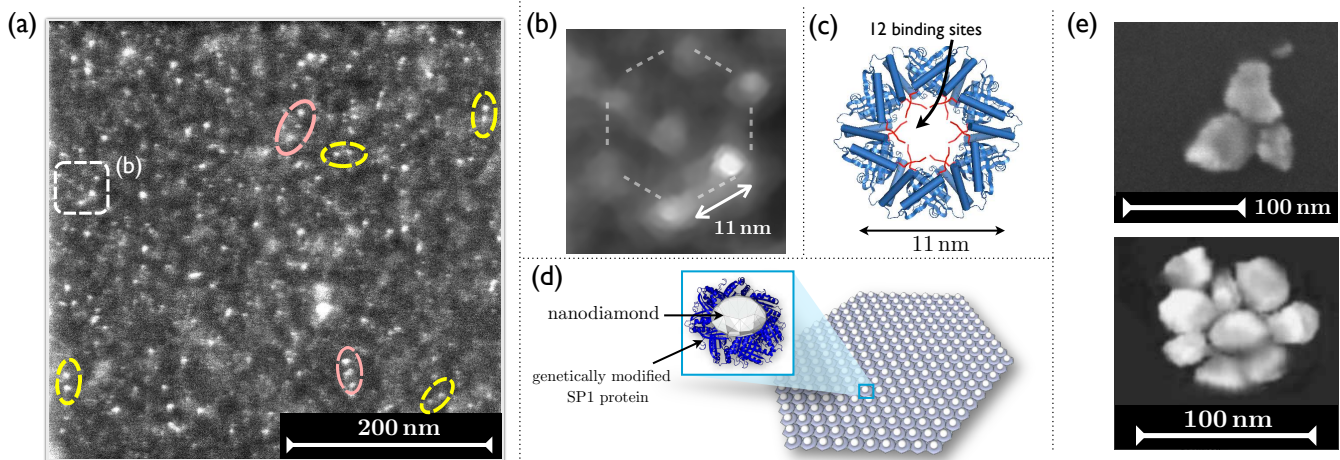 (a)
(b)
200 nm
(b)
11 nm
(c)
12 binding sites
11 nm
(d)
nanodiamond
genetically modified
SP1 protein
(e)
100 nm
100 nm